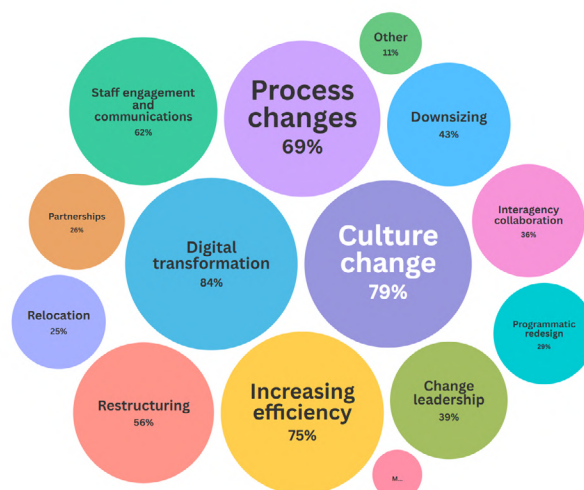 Other
11%
Process
changes
69%
Staff engagement
and
communications
62%
Downsizing
43%
Partnerships
26%
Interagency
collaboration
36%
Digital
transformation
84%
Culture
change
79%
Relocation
25%
Programmatic
redesign
29%
Restructuring
56%
Increasing
efficiency
75%
Change
leadership
39%
M...